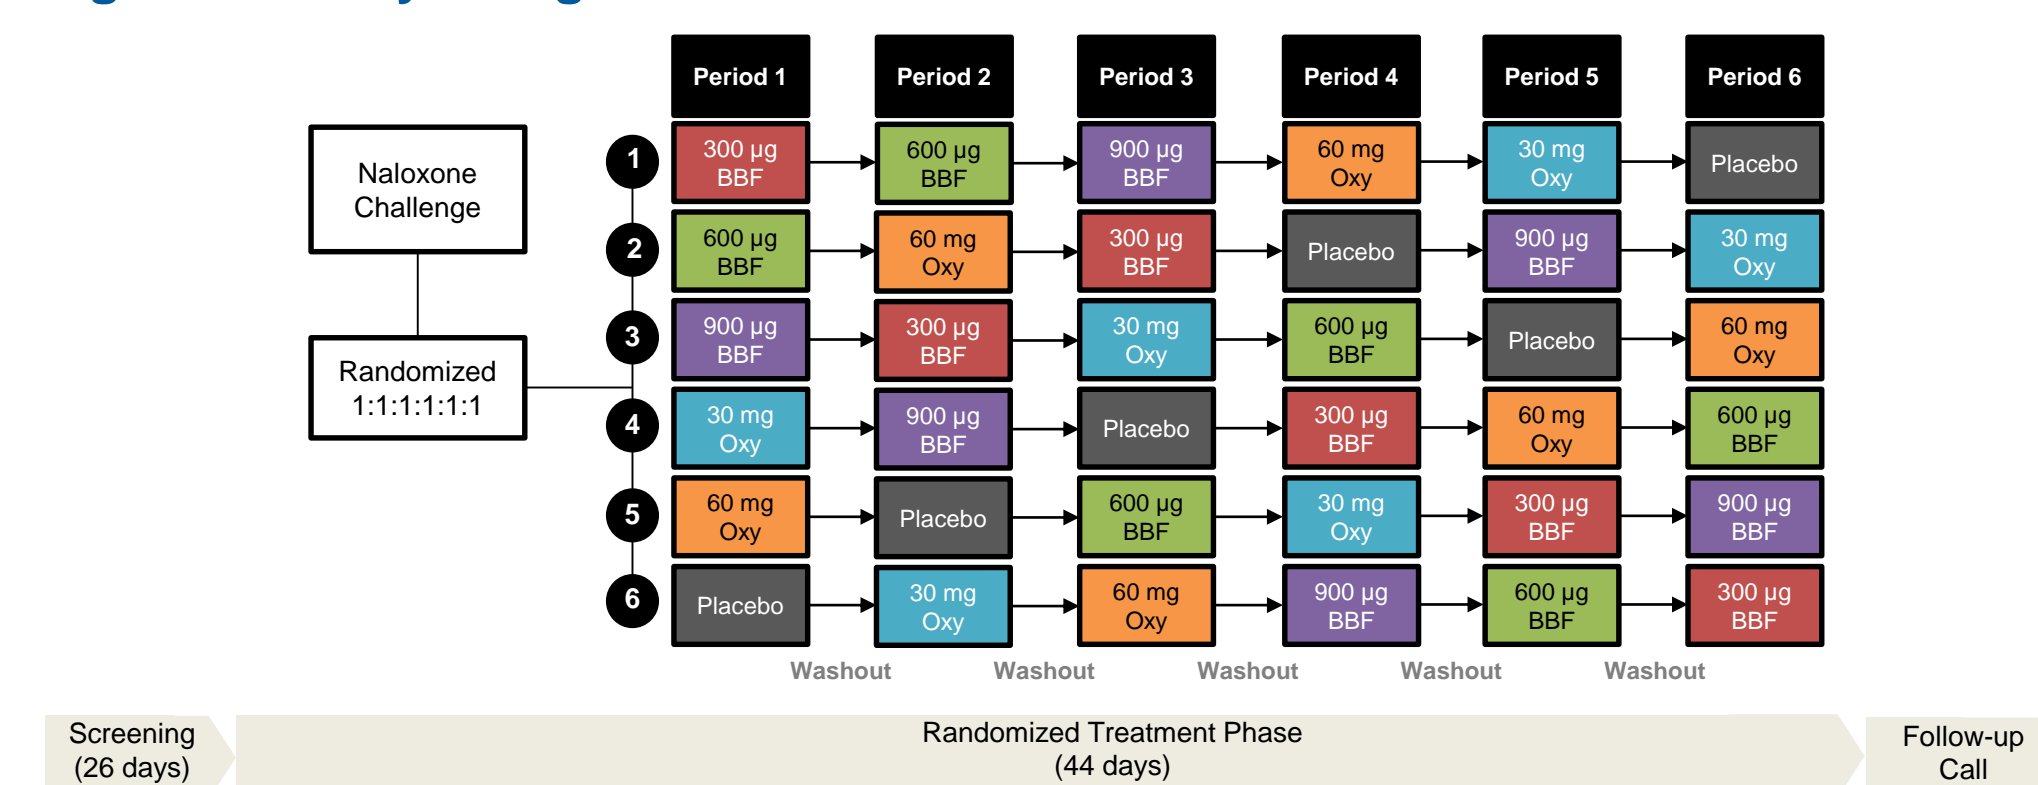 Period 1
Period 2
Period 3
Period 4
Period 5
Period 6
Naloxone
Challenge
Randomized
1:1:1:1:1:1
1
300 µg
BBF
600 µg
BBF
900 µg
BBF
60 mg
Oxy
30 mg
Oxy
Placebo
2
600 µg
BBF
60 mg
Oxy
300 µg
BBF
Placebo
900 µg
BBF
30 mg
Oxy
3
900 µg
BBF
300 µg
BBF
30 mg
Oxy
600 µg
BBF
Placebo
60 mg
Oxy
4
30 mg
Oxy
900 µg
BBF
Placebo
300 µg
BBF
60 mg
Oxy
600 µg
BBF
5
60 mg
Oxy
Placebo
600 µg
BBF
30 mg
Oxy
300 µg
BBF
900 µg
BBF
6
Placebo
30 mg
Oxy
60 mg
Oxy
900 µg
BBF
600 µg
BBF
300 µg
BBF
Washout
Washout
Washout
Washout
Washout
Screening
(26 days)
Randomized Treatment Phase
(44 days)
Follow-up
Call